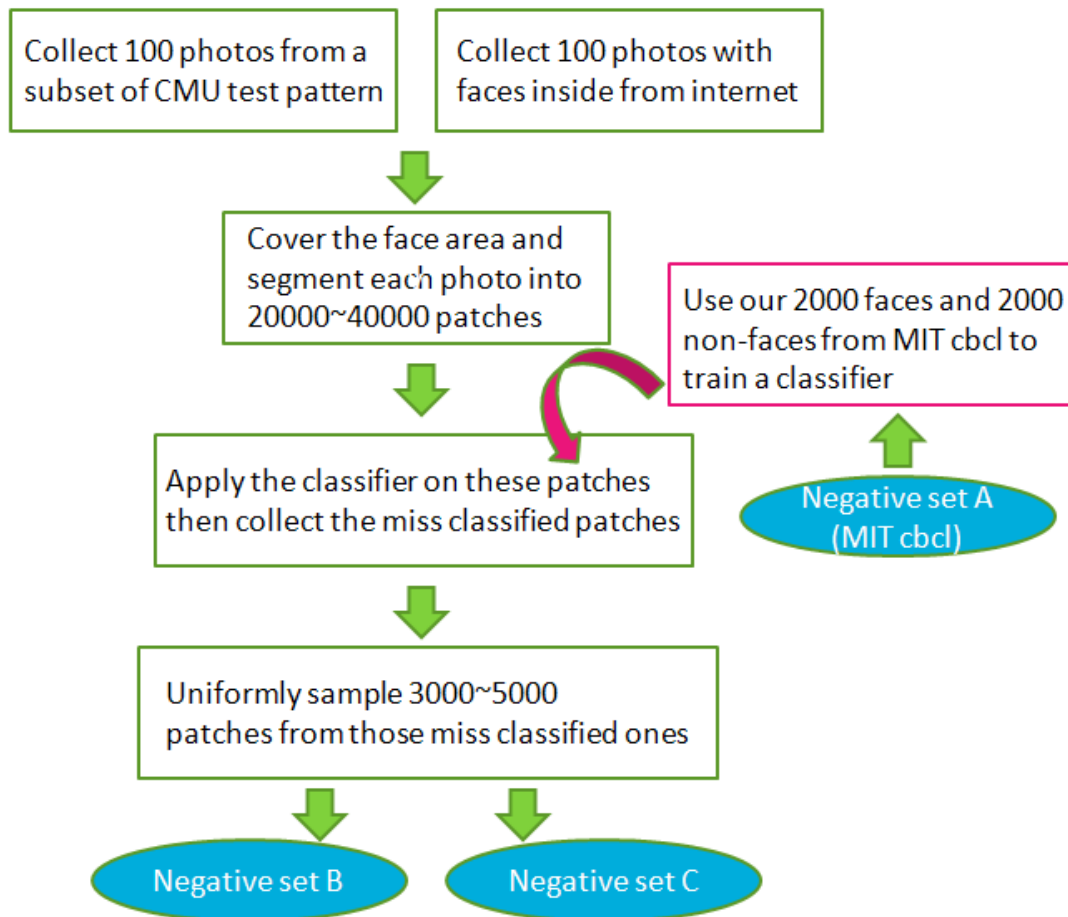 Collect 100 photos from a
subset of CMU test pattern
Collect 100 photos with
faces inside from internet
Cover the face area and
segment each photo into
20000~40000 patches
Use our 2000 faces and 2000
non-faces from MIT cbcl to
train a classifier
Apply the classifier on these patches
then collect the miss classified patches
Negative set A
(MIT cbcl)
Uniformly sample 3000~5000
patches from those miss classified ones
Negative set B
Negative set C